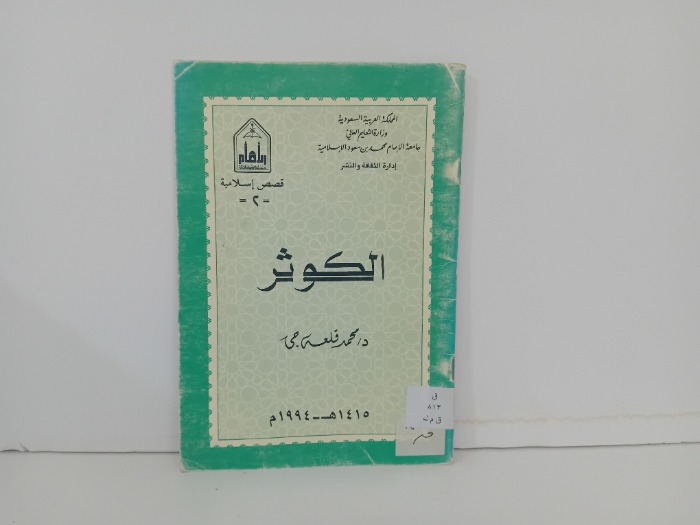 المملكة العربية السعودية
وزارة التعليم العالي
جامعة الإمام محمد بن سعود الإسلامية
إدارة الثقافة والنشر
قصص إسلامية
= ٢ =
الكوثر
د/ محمد قلعه جي
١٤١٥هـ - ١٩٩٤م
ق
٨١٣